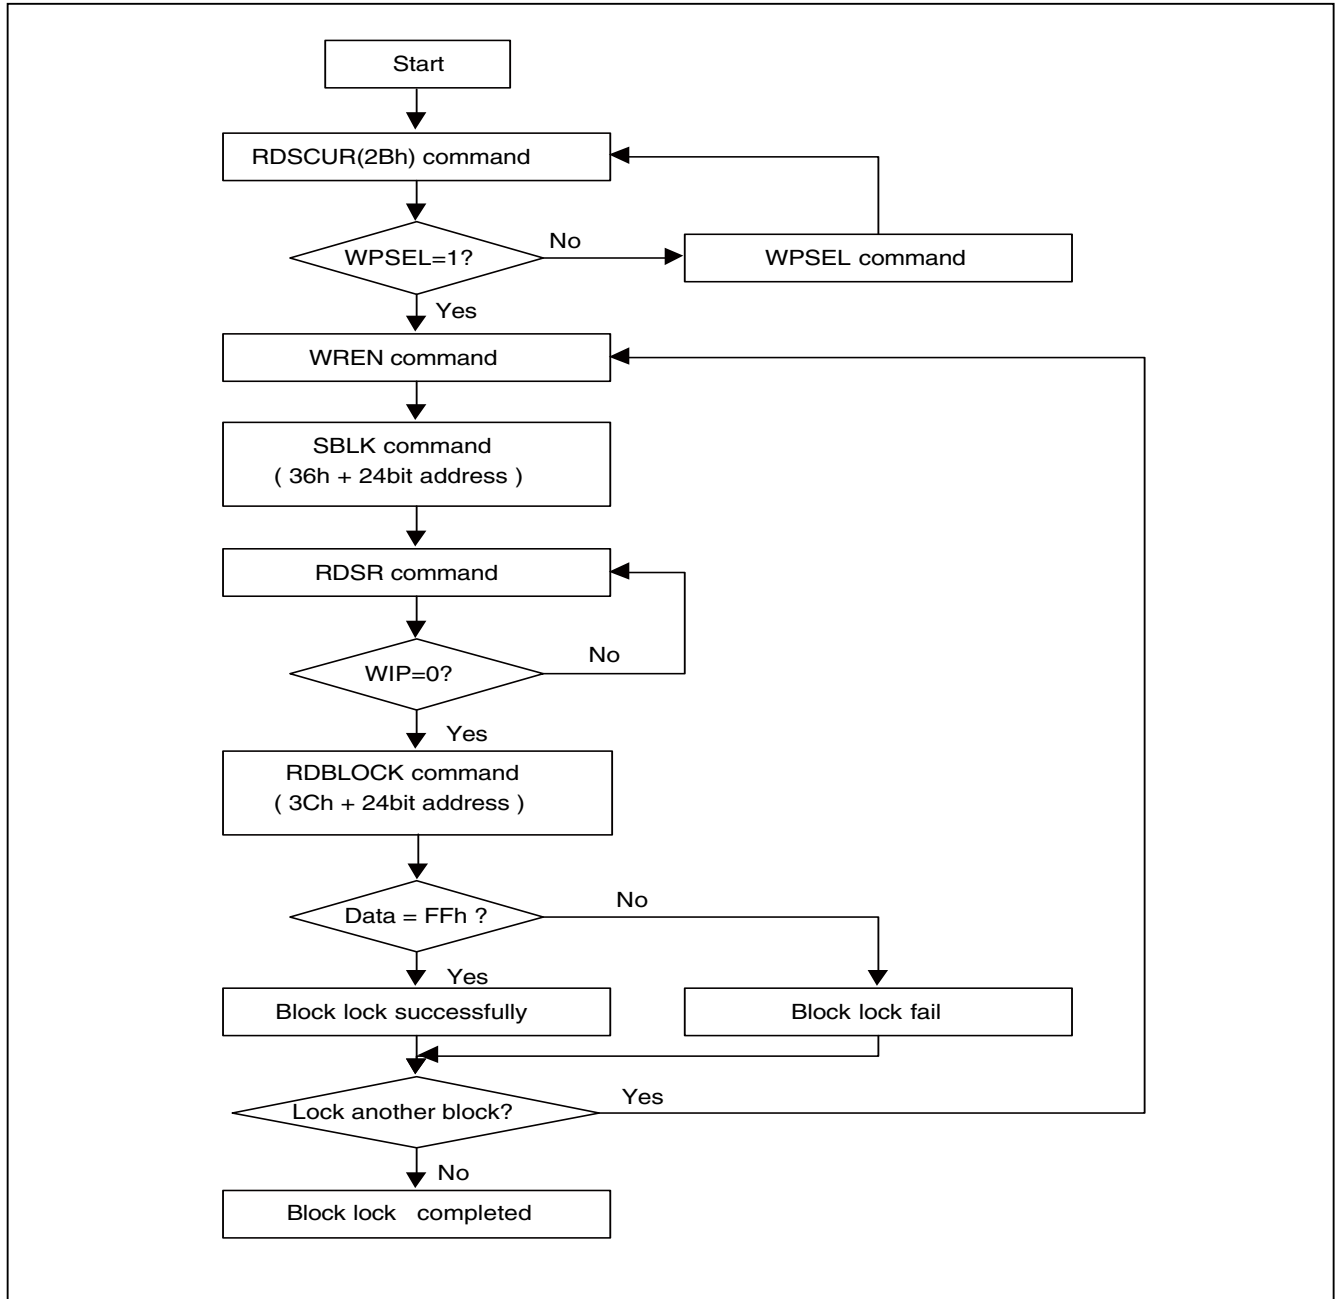 Start
RDSCUR(2Bh) command
WPSEL=1?
No
WPSEL command
Yes
WREN command
SBLK command
( 36h + 24bit address )
RDSR command
WIP=0?
No
Yes
RDBLOCK command
( 3Ch + 24bit address )
Data = FFh ?
No
Yes
Block lock successfully
Block lock fail
Lock another block?
Yes
No
Block lock completed